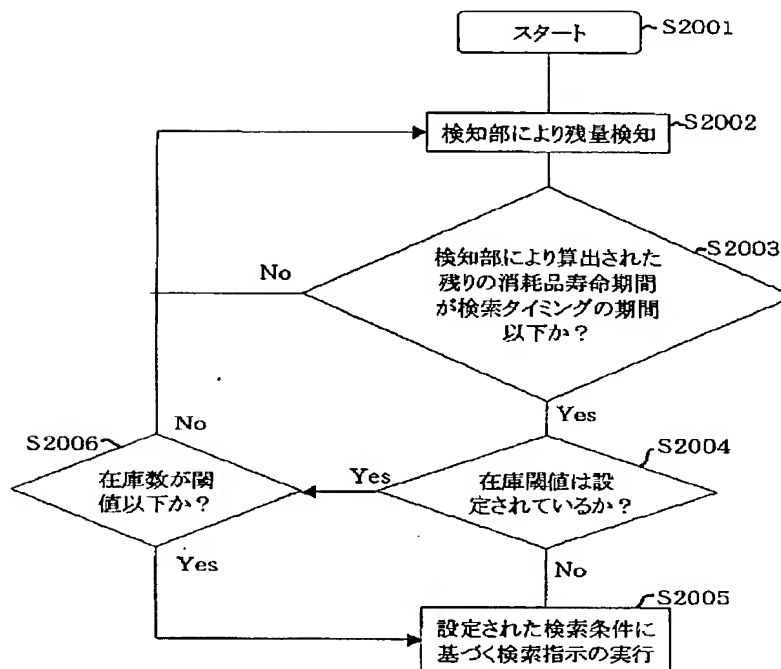 スタート
S2001
検知部により残量検知
S2002
S2003
検知部により算出された
残りの消耗品寿命期間
が検索タイミングの期間
以下か?
No
Yes
S2004
在庫閾値は設
定されているか?
Yes
No
S2006
在庫数が閾
値以下か?
No
Yes
S2005
設定された検索条件に
基づく検索指示の実行